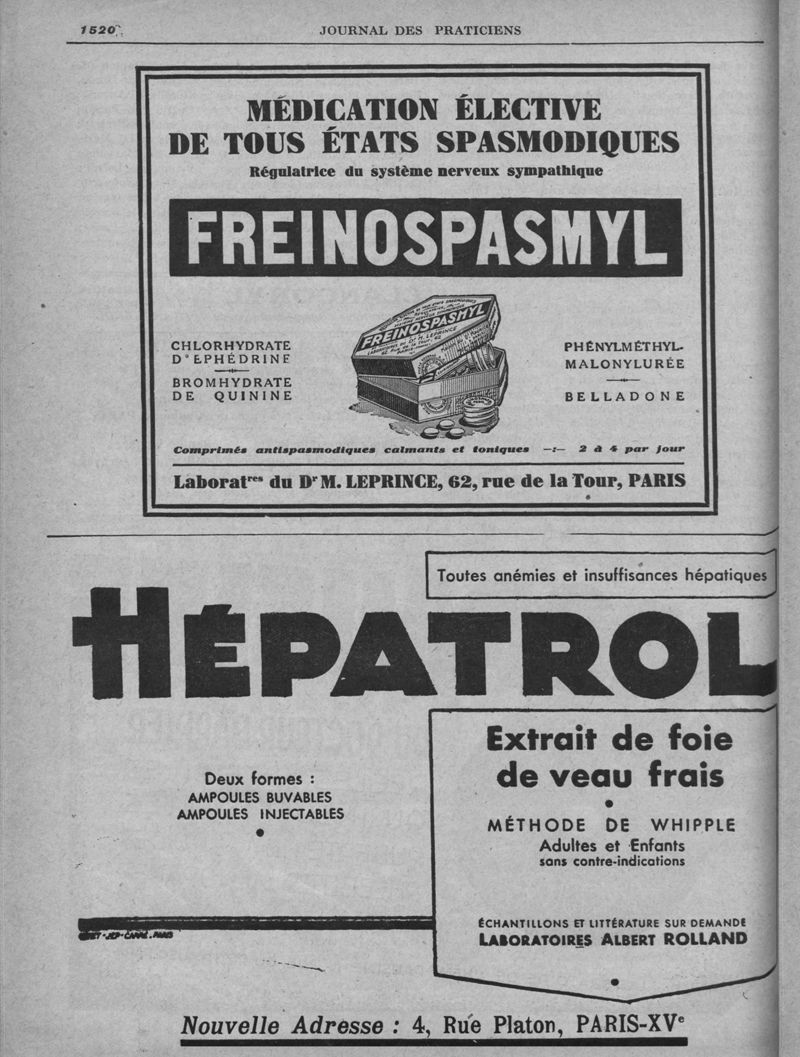 1520
JOURNAL DES PRATICIENS
MÉDICATION ÉLECTIVE
DE TOUS ÉTATS SPASMODIQUES
Régulatrice du système nerveux sympathique
FREINOSPASMYL
FREINOSPASMYL
CHLORHYDRATE
D'EPHÉDRINE
BROMHYDRATE
DE QUININE
PHÉNYLMÉTHYL-
MALONYLURÉE
BELLADONE
Comprimés antispasmodiques calmants et toniques -:- 2 à 4 par jour
Laboratres du Dr M. LEPRINCE, 62, rue de la Tour, PARIS
Toutes anémies et insuffisances hépatiques
HÉPATROL
Extrait de foie
de veau frais
Deux formes :
AMPOULES BUVABLES
AMPOULES INJECTABLES
MÉTHODE DE WHIPPLE
Adultes et Enfants
sans contre-indications
ÉCHANTILLONS ET LITTÉRATURE SUR DEMANDE
LABORATOIRES ALBERT ROLLAND
Nouvelle Adresse : 4, Rue Platon, PARIS-XVe